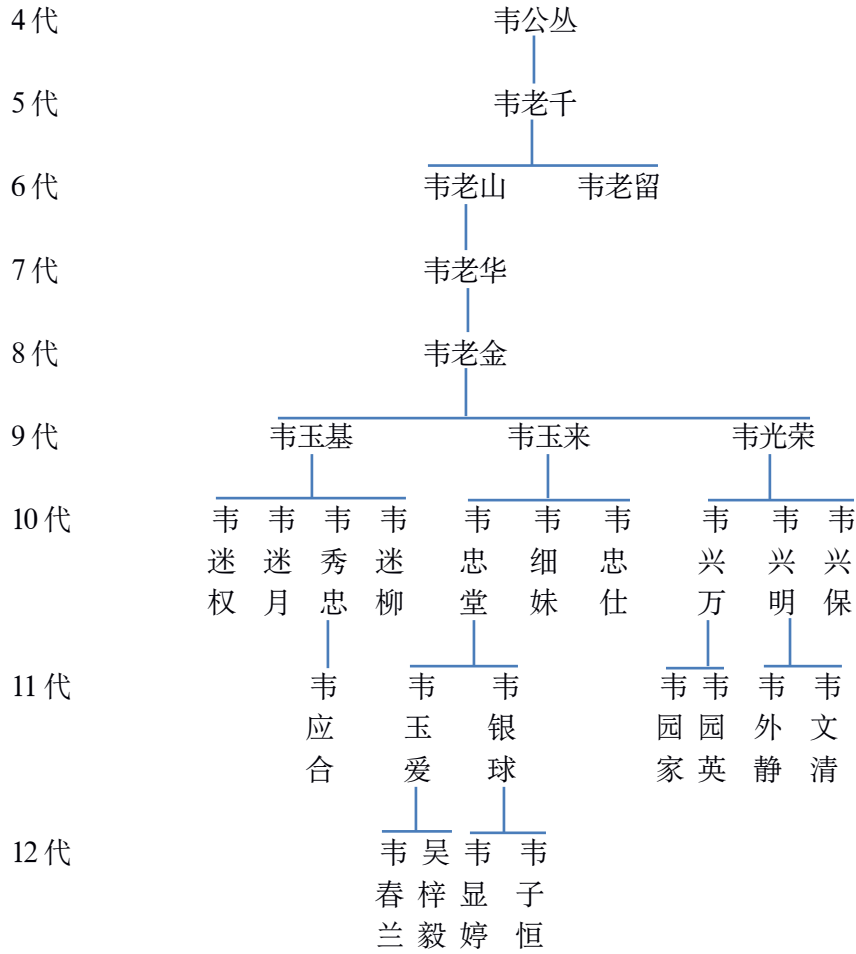 4代 韦公丛
5代 韦老千
6代 韦老山 韦老留
7代 韦老华
8代 韦老金
9代 韦玉基 韦玉来 韦光荣
10代 韦迷权 韦迷月 韦秀忠 韦迷柳 韦忠堂 韦细妹 韦忠仕 韦兴万 韦兴明 韦兴保
11代 韦应合 韦玉爱 韦银球 韦园家 韦园英 韦外静 韦文清
12代 韦春兰 吴梓毅 韦显婷 韦子恒